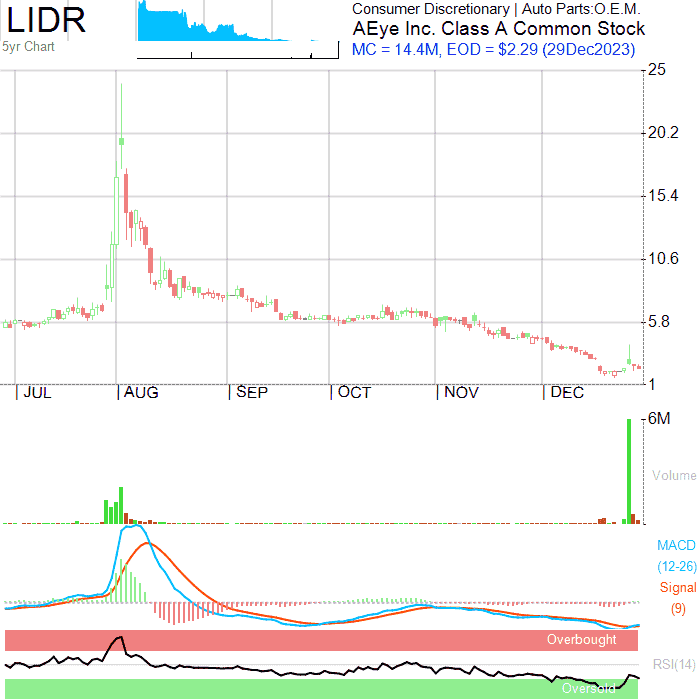 LIDR
5yr Chart
Consumer Discretionary | Auto Parts:O.E.M.
AEye Inc. Class A Common Stock
MC = 14.4M, EOD = $2.29 (29Dec2023)
25
20.2
15.4
10.6
5.8
1
JUL AUG SEP OCT NOV DEC
6M
Volume
MACD
(12-26)
Signal
(9)
Overbought
RSI(14)
Oversold